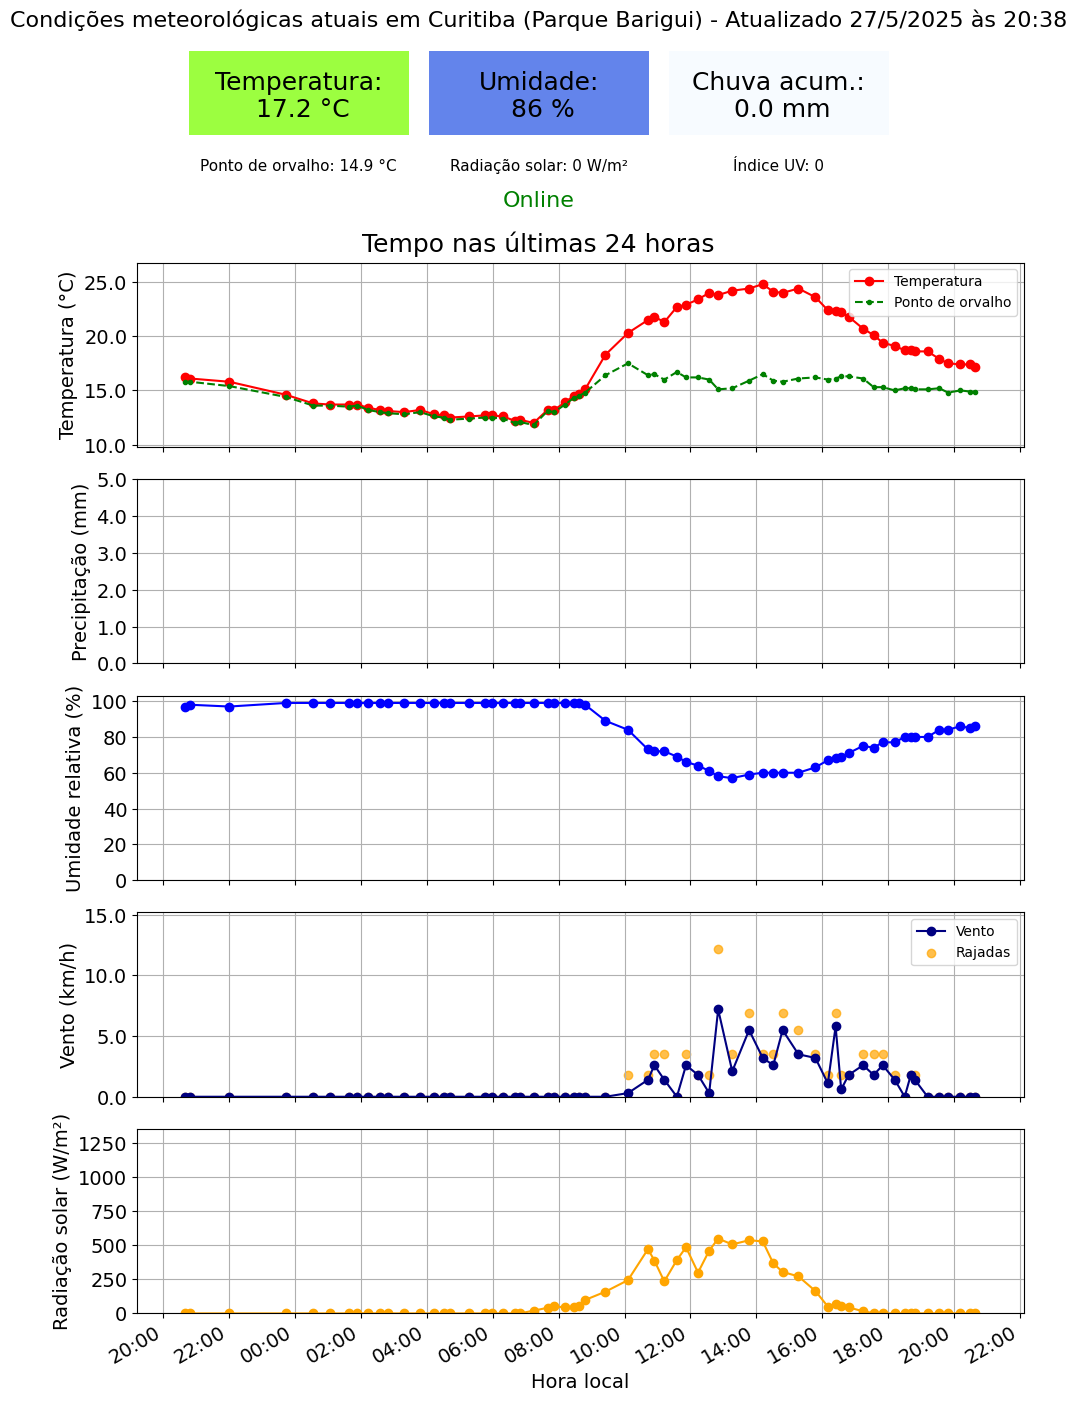 Condições meteorológicas atuais em Curitiba (Parque Barigui) - Atualizado 27/5/2025 às 20:38
Temperatura:
17.2 °C
Umidade:
86 %
Chuva acum.:
0.0 mm
Ponto de orvalho: 14.9 °C
Radiação solar: 0 W/m²
Índice UV: 0
Online
Tempo nas últimas 24 horas
Temperatura (°C)
25.0
20.0
15.0
10.0
Temperatura
Ponto de orvalho
Precipitação (mm)
5.0
4.0
3.0
2.0
1.0
0.0
Umidade relativa (%)
100
80
60
40
20
0
Vento (km/h)
15.0
10.0
5.0
0.0
Vento
Rajadas
Radiação solar (W/m²)
1250
1000
750
500
250
0
20:00
22:00
00:00
02:00
04:00
06:00
08:00
10:00
12:00
14:00
16:00
18:00
20:00
22:00
Hora local